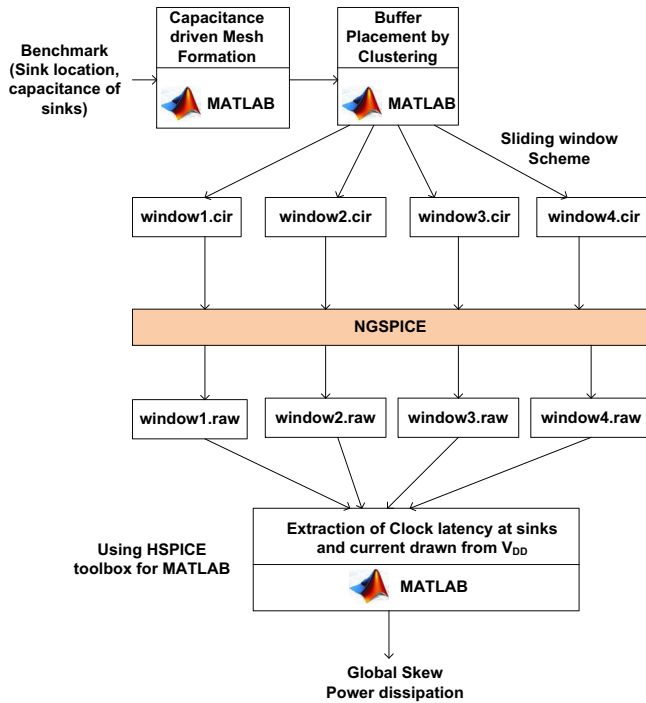 Capacitance
driven Mesh
Formation
Buffer
Placement by
Clustering
Benchmark
(Sink location,
capacitance of
sinks)
MATLAB
MATLAB
Sliding window
Scheme
window1.cir
window2.cir
window3.cir
window4.cir
NGSPICE
window1.raw
window2.raw
window3.raw
window4.raw
Extraction of Clock latency at sinks
and current drawn from VDD
Using HSPICE
toolbox for MATLAB
MATLAB
Global Skew
Power dissipation